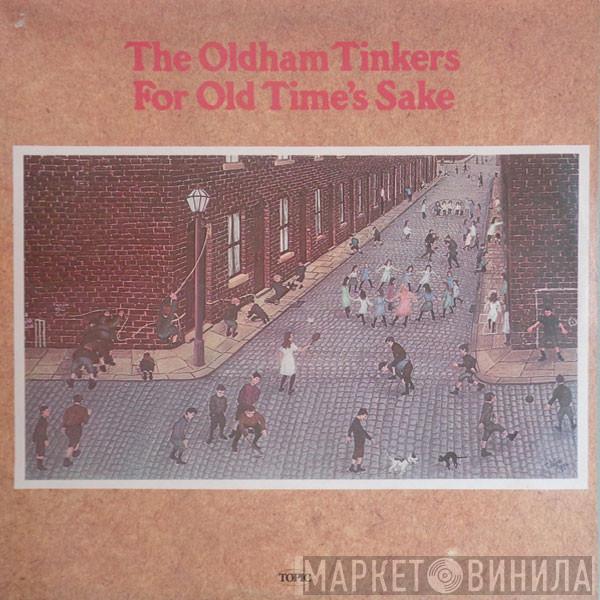 The Oldham Tinkers
For Old Time's Sake
TOPIC
МАРКЕТ ВИНИЛА